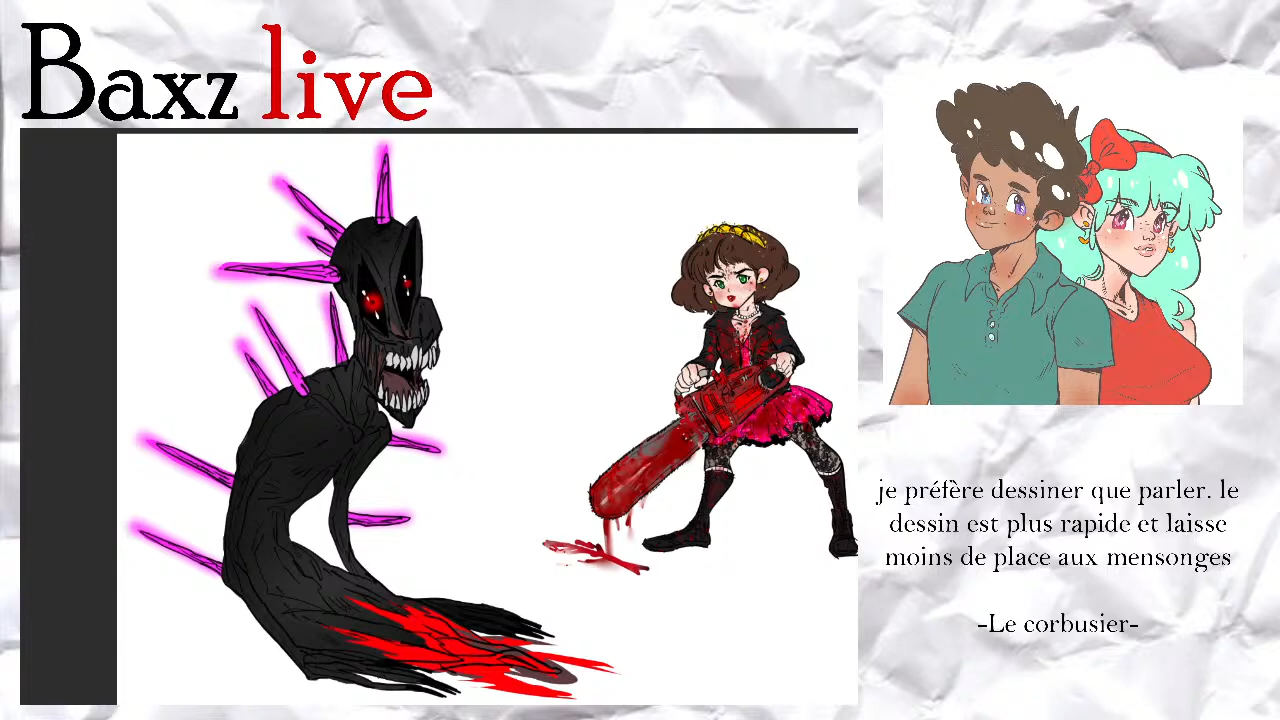 Baxz live
je préfère dessiner que parler. le
dessin est plus rapide et laisse
moins de place aux mensonges
-Le corbusier-